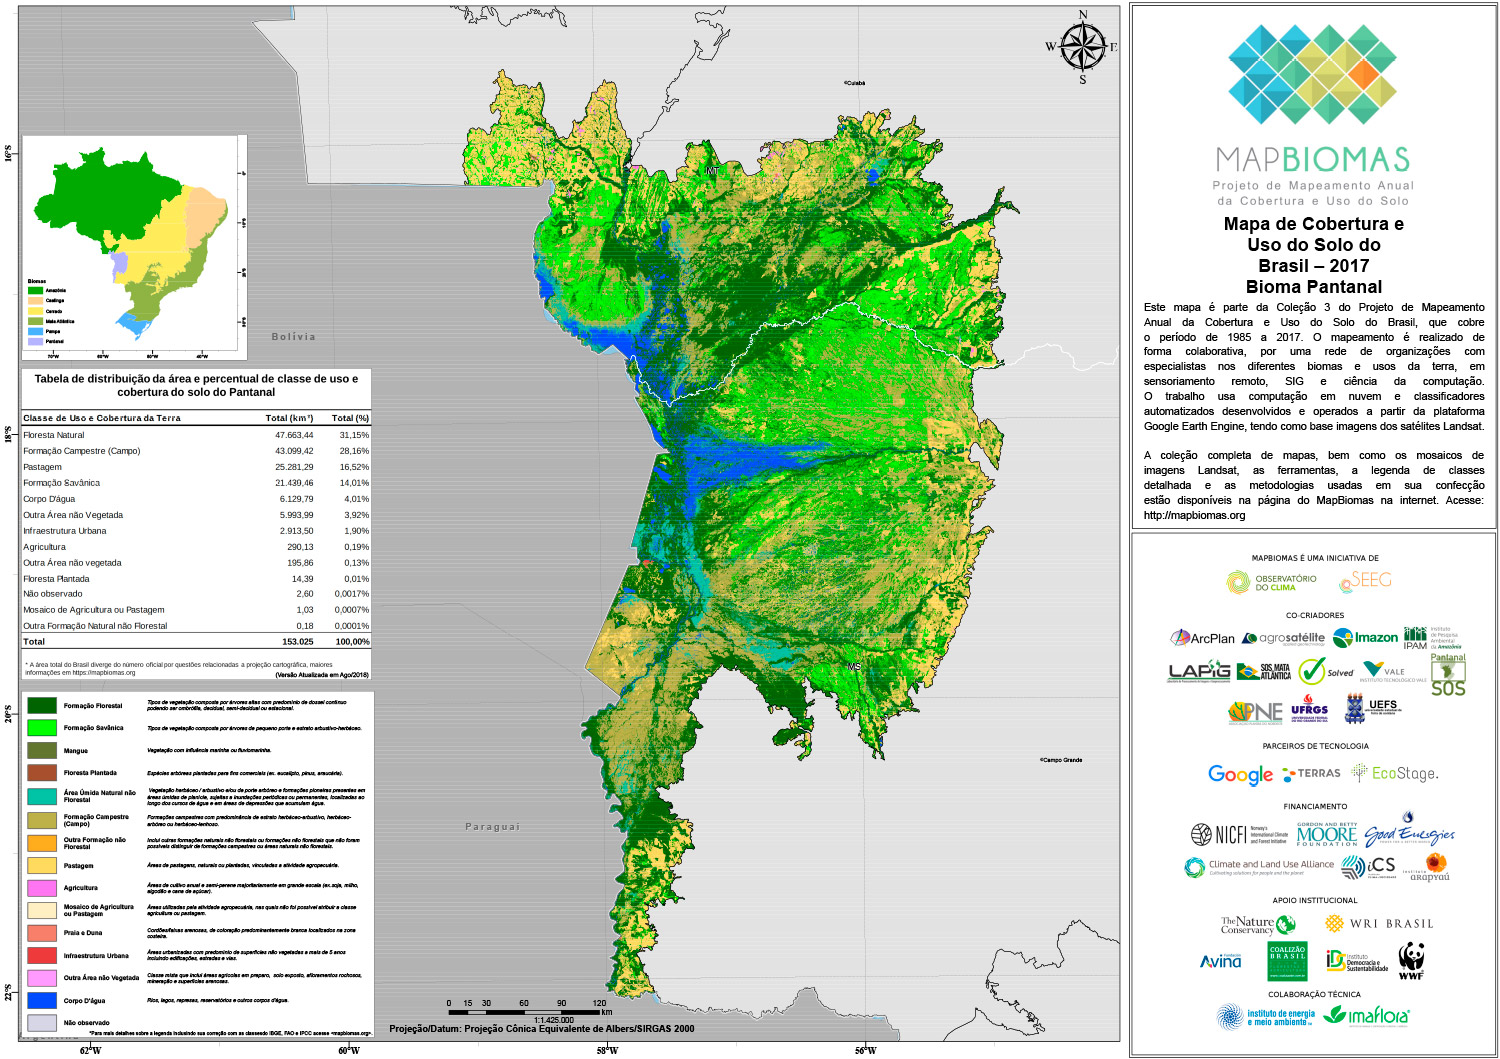 N
W
E
S
Cuiabá
MT
MS
Campo Grande
Bolívia
Paraguai
16°S
18°S
20°S
22°S
62°W
60°W
58°W
56°W
Biomas
Amazônia
Caatinga
Cerrado
Mata Atlântica
Pampa
Pantanal
70°W
60°W
50°W
40°W
Tabela de distribuição da área e percentual de classe de uso e
cobertura do solo do Pantanal
Classe de Uso e Cobertura da Terra Total (km²) Total (%)
Floresta Natural 47.663,44 31,15%
Formação Campestre (Campo) 43.099,42 28,16%
Pastagem 25.281,29 16,52%
Formação Savânica 21.439,46 14,01%
Corpo D'água 6.129,79 4,01%
Outra Área não Vegetada 5.993,99 3,92%
Infraestrutura Urbana 2.913,50 1,90%
Agricultura 290,13 0,19%
Outra Área não vegetada 195,86 0,13%
Floresta Plantada 14,39 0,01%
Não observado 2,60 0,0017%
Mosaico de Agricultura ou Pastagem 1,03 0,0007%
Outra Formação Natural não Florestal 0,18 0,0001%
Total 153.025 100,00%
* A área total do Brasil diverge do número oficial por questões relacionadas a projeção cartográfica, maiores
informações em https://mapbiomas.org
(Versão Atualizada em Ago/2018)
Formação Florestal
Tipos de vegetação composta por árvores altas com predomínio de dossel contínuo
podendo ser ombrófila, decidual, semi-decidual ou estacional.
Formação Savânica
Tipos de vegetação composta por árvores de pequeno porte e estrato arbustivo-herbáceo.
Mangue
Vegetação com influência marinha ou fluviomarinha.
Floresta Plantada
Espécies arbóreas plantadas para fins comerciais (ex. eucalipto, pinus, araucária).
Área Úmida Natural não
Florestal
Vegetação herbácea / arbustivo e/ou de porte arbóreo e formações pioneiras presentes em
áreas úmidas de planície, sujeitas a inundações periódicas ou permanentes, localizadas ao
longo dos cursos de água e em áreas de depressões que acumulam água.
Formação Campestre
(Campo)
Formações campestres com predominância de estrato herbáceo-arbustivo, herbáceo-
arbóreo ou herbáceo-lenhoso.
Outra Formação não
Florestal
Inclui outras formações naturais não florestais ou formações não florestais que não foram
possíveis distinguir de formações campestres ou áreas naturais não florestais.
Pastagem
Áreas de pastagens, naturais ou plantadas, vinculadas a atividade agropecuária.
Agricultura
Áreas de cultivo anual e semi-perene majoritariamente em grande escala (ex.soja, milho,
algodão e cana de açúcar).
Mosaico de Agricultura
ou Pastagem
Áreas utilizadas pela atividade agropecuária, nas quais não foi possível atribuir a classe
agricultura ou pastagem.
Praia e Duna
Cordões/faixas arenosas, de coloração predominantemente branca localizados na zona
costeira.
Infraestrutura Urbana
Áreas urbanizadas com predomínio de superfícies não vegetadas a mais de 5 anos
incluindo edificações, estradas e vias.
Outra Área não Vegetada
Classe mista que inclui áreas agrícolas em preparo, solo exposto, afloramentos rochosos,
mineração e superfícies arenosas.
Corpo D'água
Rios, lagos, represas, reservatórios e outros corpos d'água.
Não observado
*Para mais detalhes sobre a legenda incluindo sua correção com as classesdo IBGE, FAO e IPCC acesse <mapbiomas.org>.
0 15 30 60 90 120
km
1:1.425.000
Projeção/Datum: Projeção Cônica Equivalente de Albers/SIRGAS 2000
MAPBIOMAS
Projeto de Mapeamento Anual
da Cobertura e Uso do Solo
Mapa de Cobertura e
Uso do Solo do
Brasil – 2017
Bioma Pantanal
Este mapa é parte da Coleção 3 do Projeto de Mapeamento
Anual da Cobertura e Uso do Solo do Brasil, que cobre
o período de 1985 a 2017. O mapeamento é realizado de
forma colaborativa, por uma rede de organizações com
especialistas nos diferentes biomas e usos da terra, em
sensoriamento remoto, SIG e ciência da computação.
O trabalho usa computação em nuvem e classificadores
automatizados desenvolvidos e operados a partir da plataforma
Google Earth Engine, tendo como base imagens dos satélites Landsat.
A coleção completa de mapas, bem como os mosaicos de
imagens Landsat, as ferramentas, a legenda de classes
detalhada e as metodologias usadas em sua confecção
estão disponíveis na página do MapBiomas na internet. Acesse:
http://mapbiomas.org
MAPBIOMAS É UMA INICIATIVA DE
OBSERVATÓRIO
DO CLIMA
SEEG
CO-CRIADORES
ArcPlan
agrosatélite
Imazon
IPAM
Instituto
de Pesquisa
Ambiental
da Amazônia
LAPIG
SOS MATA
ATLÂNTICA
Solved
VALE
INSTITUTO TECNOLÓGICO VALE
Pantanal
SOS
APNE
UFRGS
UEFS
PARCEIROS DE TECNOLOGIA
Google
TERRAS
EcoStage.
FINANCIAMENTO
NICFI
Norway's
International Climate
and Forest Initiative
GORDON AND BETTY
MOORE
FOUNDATION
Good Energies
Climate and Land Use Alliance
Cultivating solutions for people and the planet
iCS
INSTITUTO
arapyaú
APOIO INSTITUCIONAL
The Nature
Conservancy
WRI BRASIL
Fundación
Avina
COALIZÃO
BRASIL
iDS
Instituto
Democracia e
Sustentabilidade
WWF
COLABORAÇÃO TÉCNICA
instituto de energia
e meio ambiente
imaflora